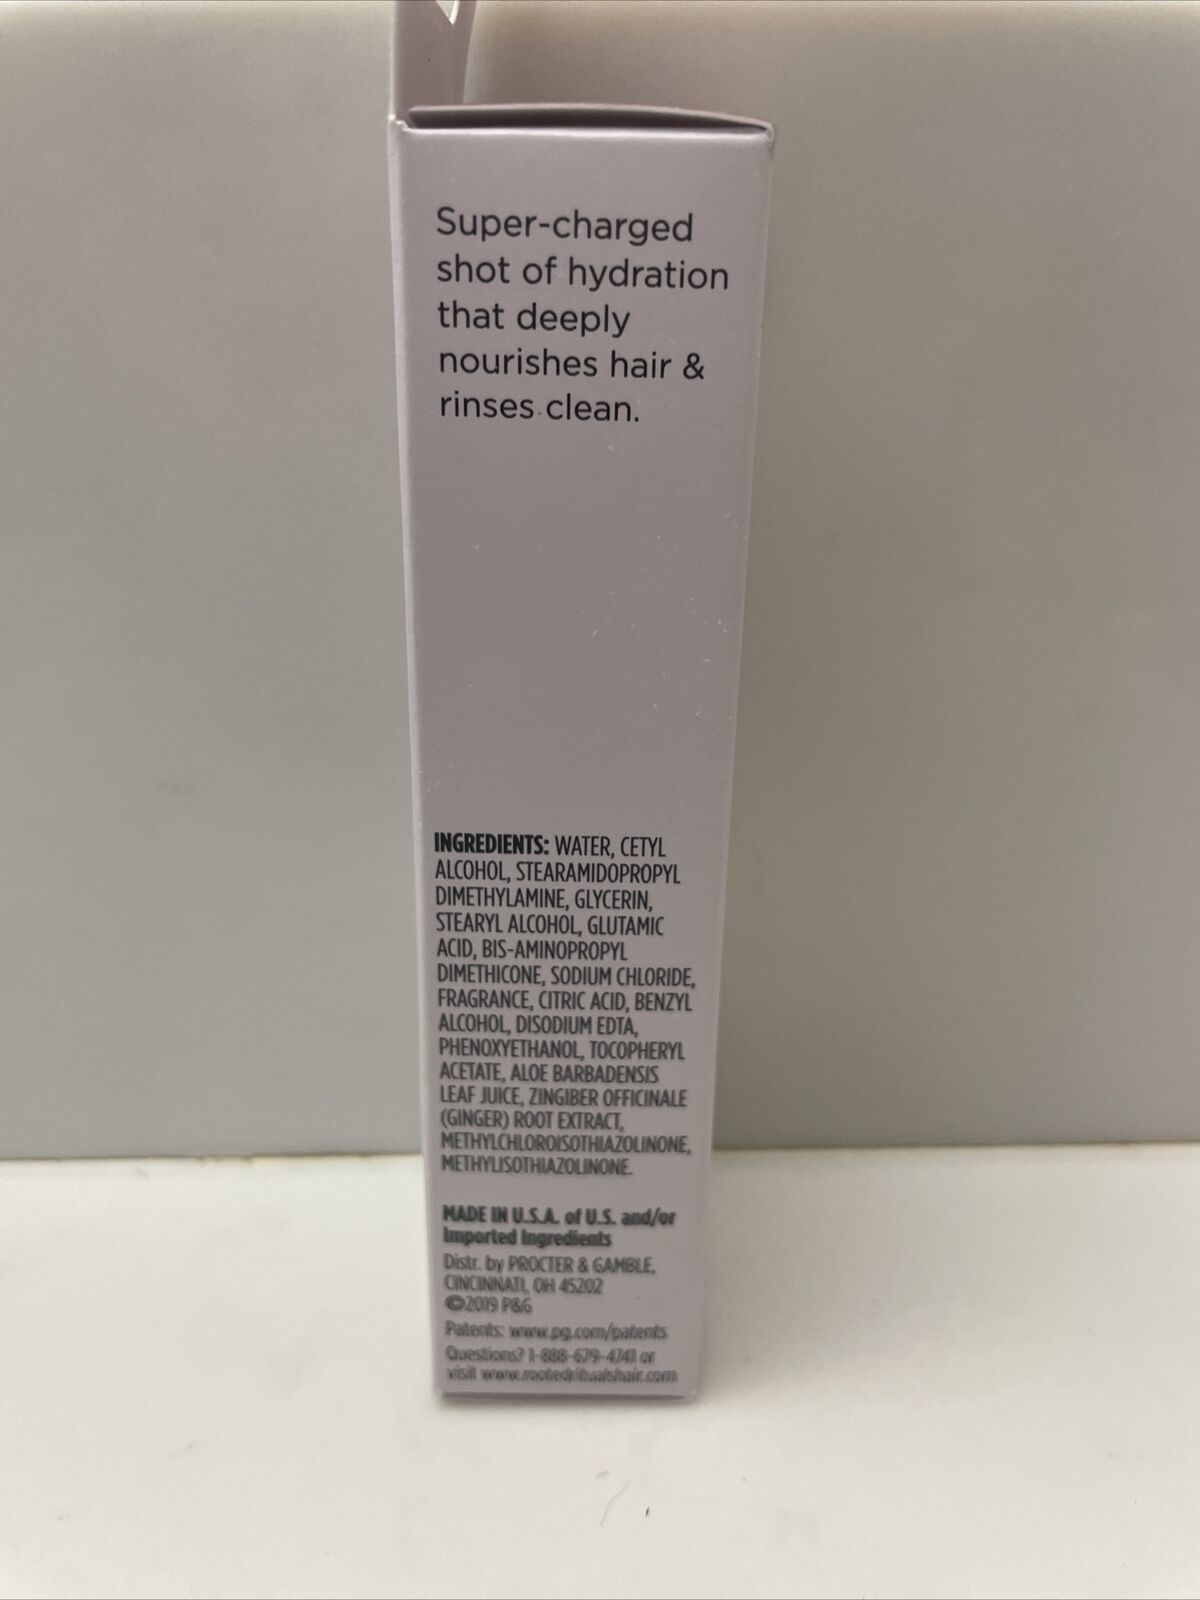 Super-charged
shot of hydration
that deeply
nourishes hair &
rinses clean.
INGREDIENTS: WATER, CETYL
ALCOHOL, STEARAMIDOPROPYL
DIMETHYLAMINE, GLYCERIN,
STEARYL ALCOHOL, GLUTAMIC
ACID, BIS-AMINOPROPYL
DIMETHICONE, SODIUM CHLORIDE,
FRAGRANCE, CITRIC ACID, BENZYL
ALCOHOL, DISODIUM EDTA,
PHENOXYETHANOL, TOCOPHERYL
ACETATE, ALOE BARBADENSIS
LEAF JUICE, ZINGIBER OFFICINALE
(GINGER) ROOT EXTRACT,
METHYLCHLOROISOTHIAZOLINONE,
METHYLISOTHIAZOLINONE.
MADE IN U.S.A. of U.S. and/or
Imported Ingredients
Distr. by PROCTER & GAMBLE,
CINCINNATI, OH 45202
©2019 P&G
Patents: www.pg.com/patents
Questions? 1-888-679-4741 or
visit www.rootedritualshair.com